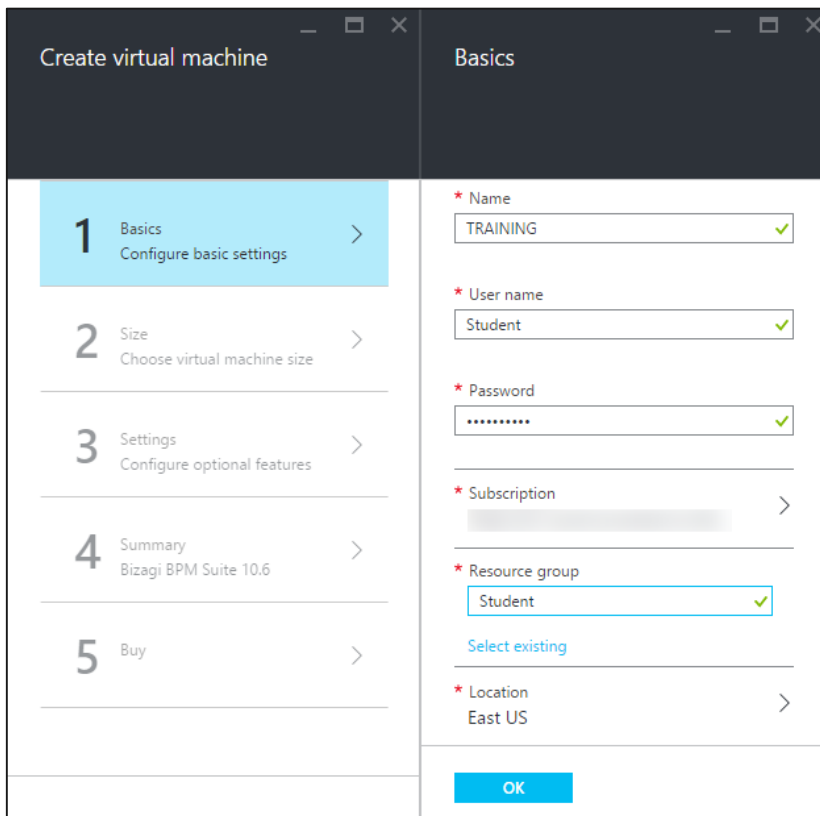 Create virtual machine
Basics
1
Basics
Configure basic settings
2
Size
Choose virtual machine size
3
Settings
Configure optional features
4
Summary
Bizagi BPM Suite 10.6
5
Buy
* Name
TRAINING
* User name
Student
* Password
••••••••••
* Subscription
* Resource group
Student
Select existing
* Location
East US
OK